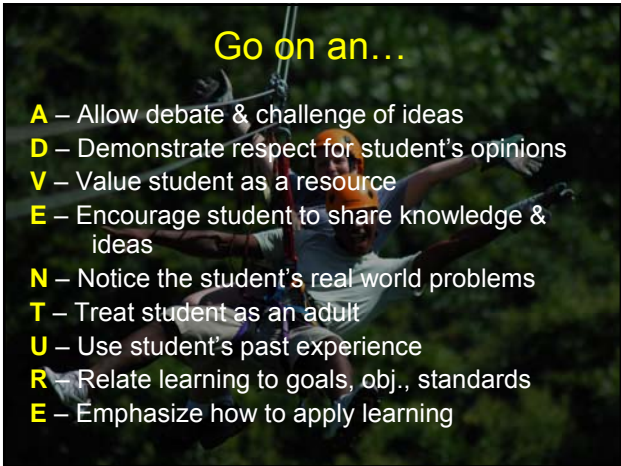 Go on an…
A – Allow debate & challenge of ideas
D – Demonstrate respect for student's opinions
V – Value student as a resource
E – Encourage student to share knowledge &
ideas
N – Notice the student's real world problems
T – Treat student as an adult
U – Use student's past experience
R – Relate learning to goals, obj., standards
E – Emphasize how to apply learning